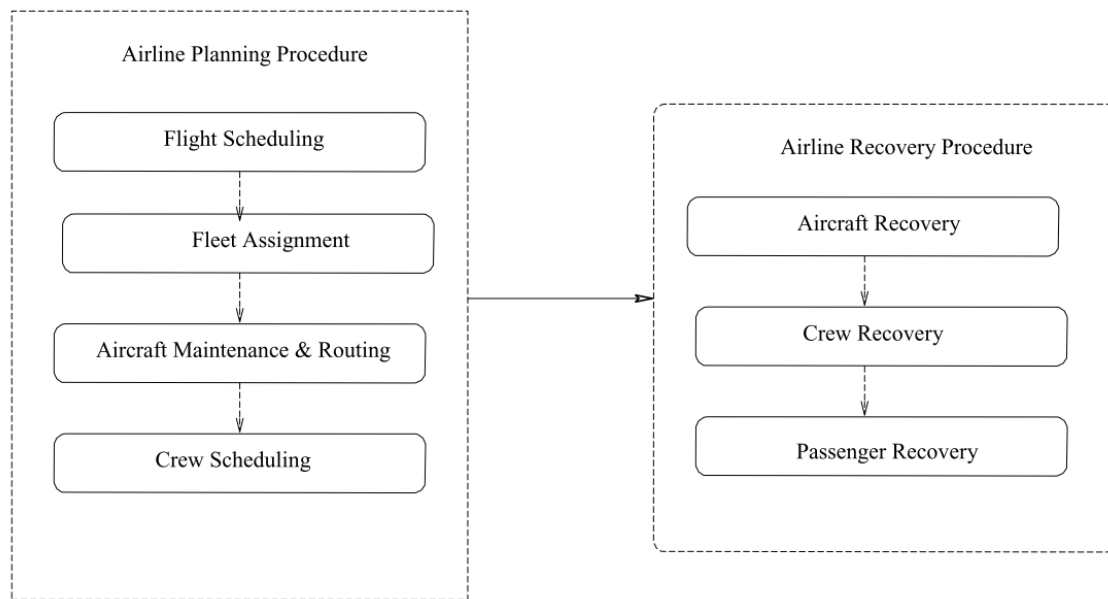 Airline Planning Procedure
Flight Scheduling
Fleet Assignment
Aircraft Maintenance & Routing
Crew Scheduling
Airline Recovery Procedure
Aircraft Recovery
Crew Recovery
Passenger Recovery